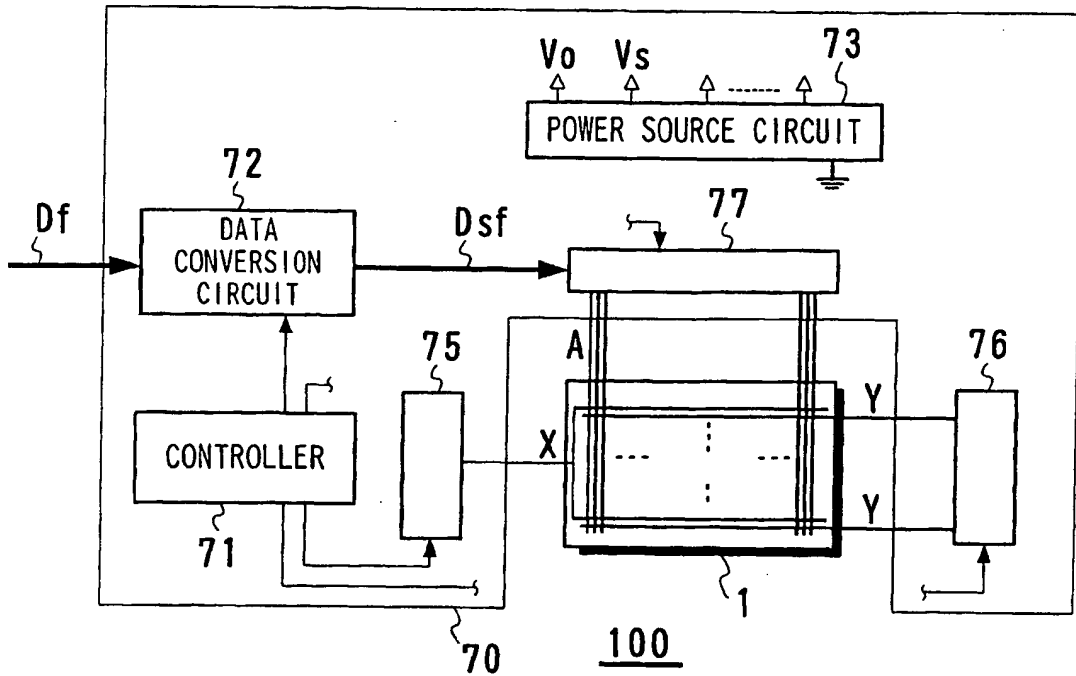 73
Vo Vs
POWER SOURCE CIRCUIT
72
Df
DATA
CONVERSION
CIRCUIT
Dsf
77
75
A
76
CONTROLLER
X
Y
Y
71
1
70
100